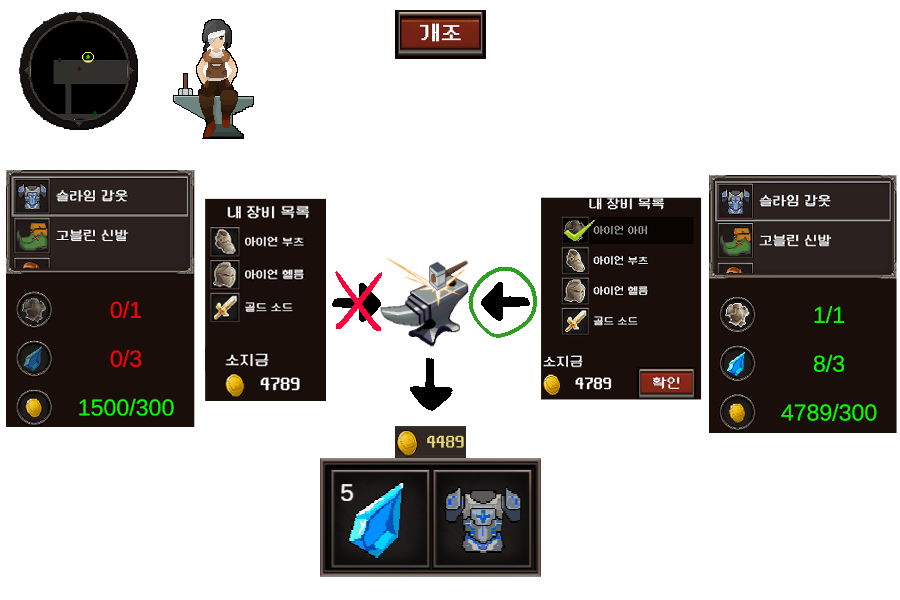 개조
슬라임 갑옷
고블린 신발
0/1
0/3
1500/300
내 장비 목록
아이언 부츠
아이언 헬름
골드 소드
소지금
4789
내 장비 목록
아이언 아머
아이언 부츠
아이언 헬름
골드 소드
소지금
4789
확인
슬라임 갑옷
고블린 신발
1/1
8/3
4789/300
4489
5